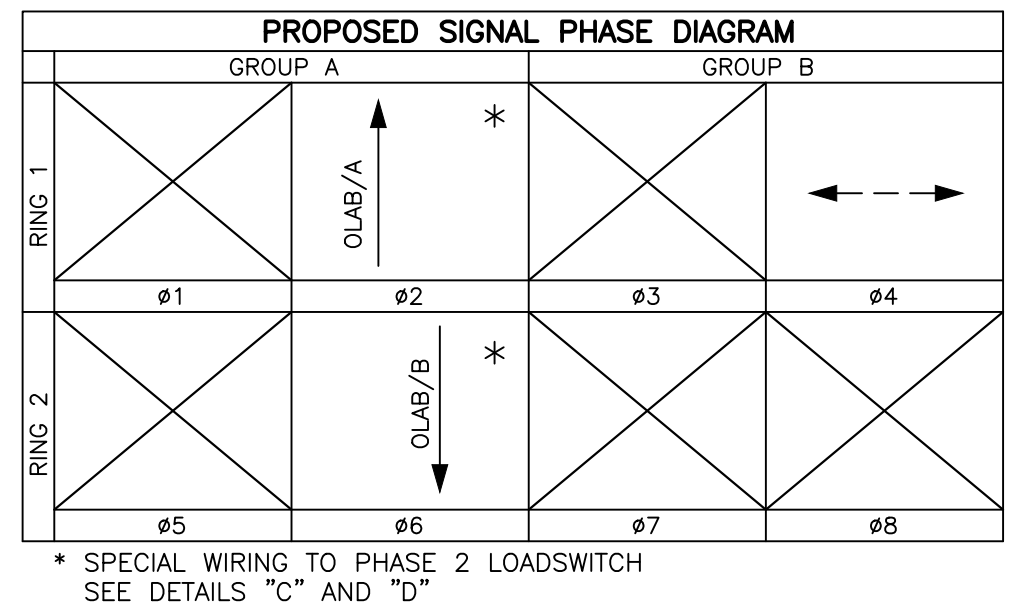 PROPOSED SIGNAL PHASE DIAGRAM
GROUP A
GROUP B
RING 1
OLAB/A
*
ø1
ø2
ø3
ø4
RING 2
OLAB/B
*
ø5
ø6
ø7
ø8
* SPECIAL WIRING TO PHASE 2 LOADSWITCH
SEE DETAILS "C" AND "D"